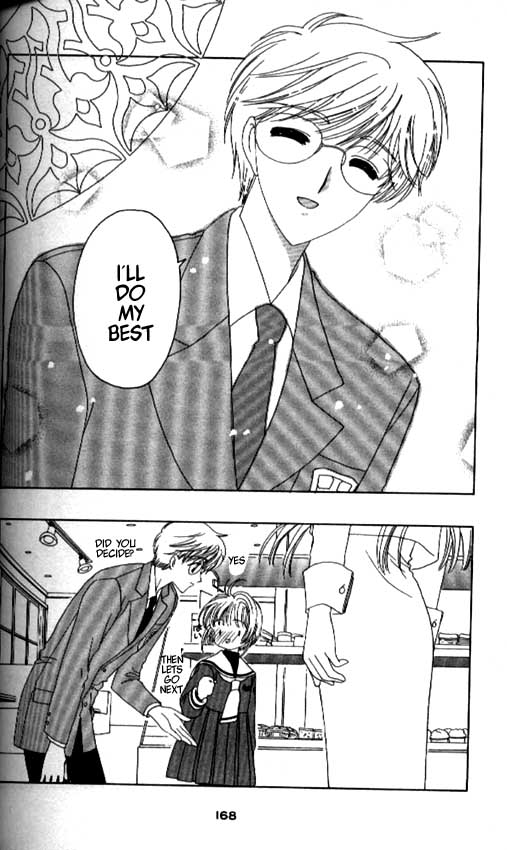 I'LL
DO
MY
BEST
DID YOU
DECIDE?
YES
THEN
LETS
GO
NEXT
168